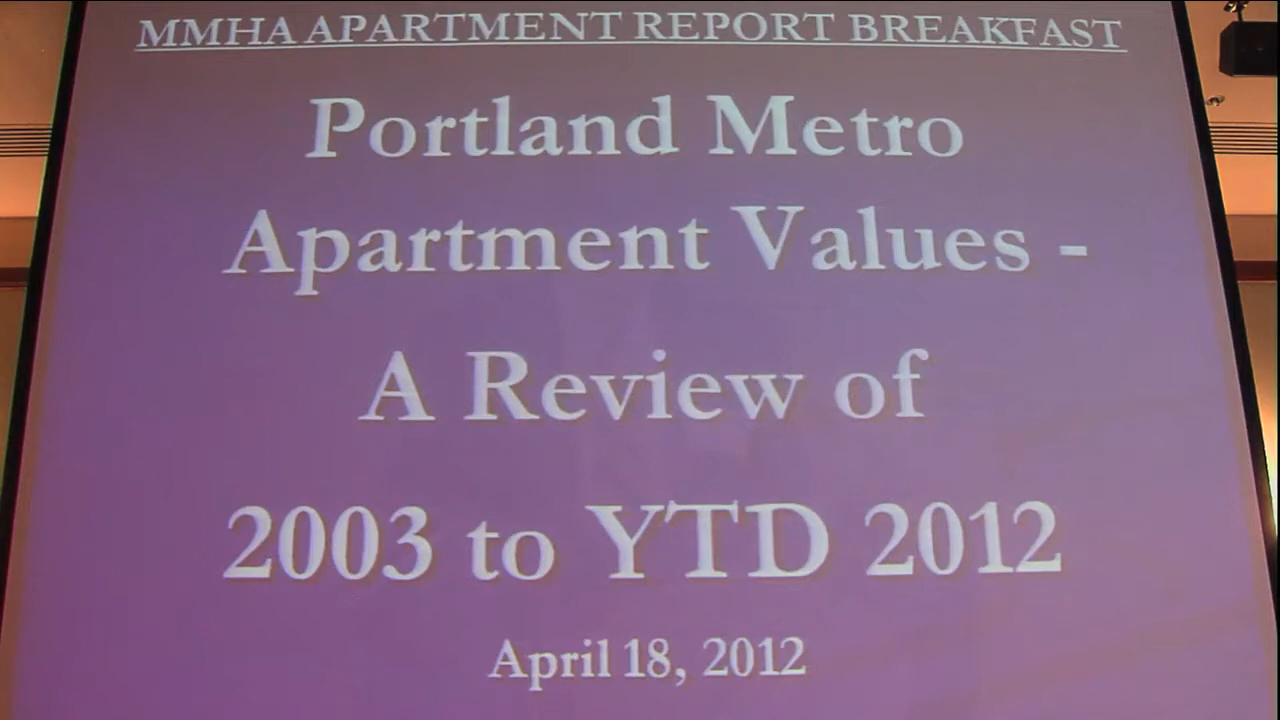 MMHA APARTMENT REPORT BREAKFAST
Portland Metro
Apartment Values -
A Review of
2003 to YTD 2012
April 18, 2012